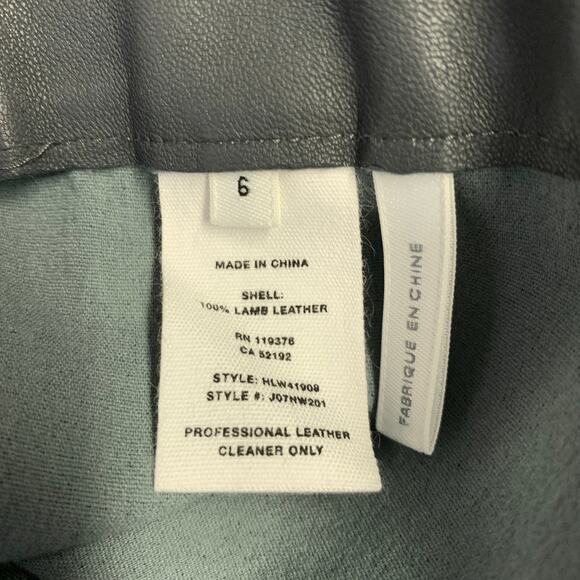 6
MADE IN CHINA
SHELL:
100% LAMB LEATHER
RN 119376
CA 52192
STYLE: HLW41909
STYLE #: J07HW201
PROFESSIONAL LEATHER
CLEANER ONLY
FABRIQUE EN CHINE